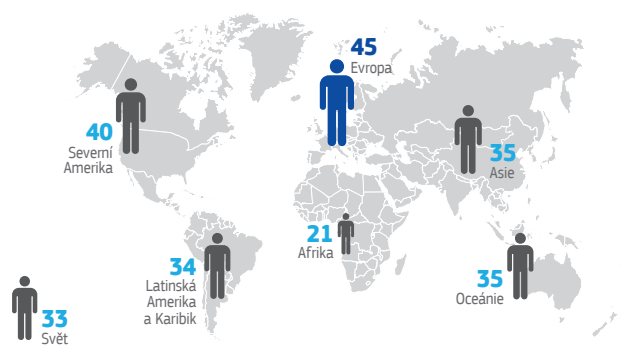 45
Evropa
40
Severní
Amerika
35
Asie
21
Afrika
34
Latinská
Amerika
a Karibik
35
Oceánie
33
Svět